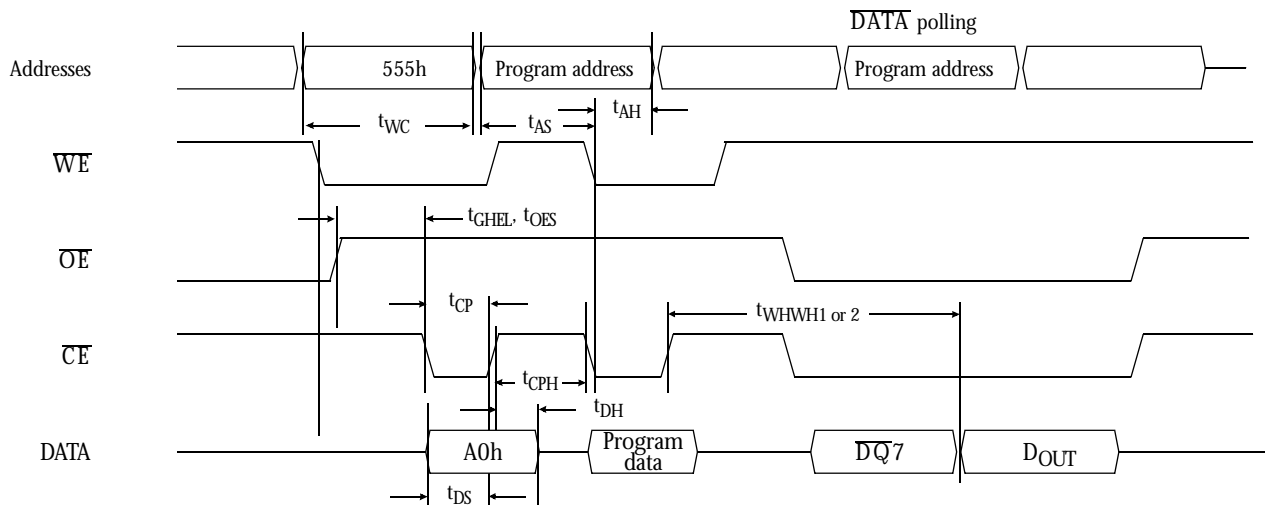 DATA polling
Addresses 555h Program address Program address
tAH
tWC tAS
WE
tGHEL, tOES
OE
tCP tWHWH1 or 2
CE
tCPH
tDH
DATA A0h Program data DQ7 DOUT
tDS